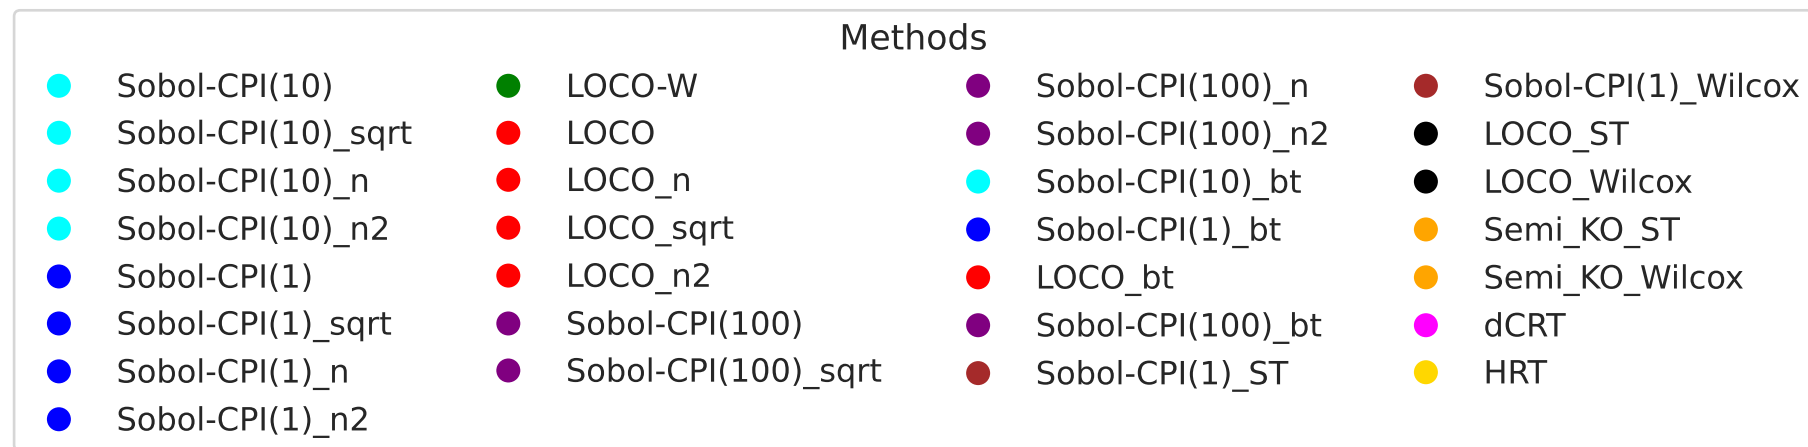 Methods
Sobol-CPI(10)
Sobol-CPI(10)_sqrt
Sobol-CPI(10)_n
Sobol-CPI(10)_n2
Sobol-CPI(1)
Sobol-CPI(1)_sqrt
Sobol-CPI(1)_n
Sobol-CPI(1)_n2
LOCO-W
LOCO
LOCO_n
LOCO_sqrt
LOCO_n2
Sobol-CPI(100)
Sobol-CPI(100)_sqrt
Sobol-CPI(100)_n
Sobol-CPI(100)_n2
Sobol-CPI(10)_bt
Sobol-CPI(1)_bt
LOCO_bt
Sobol-CPI(100)_bt
Sobol-CPI(1)_ST
Sobol-CPI(1)_Wilcox
LOCO_ST
LOCO_Wilcox
Semi_KO_ST
Semi_KO_Wilcox
dCRT
HRT